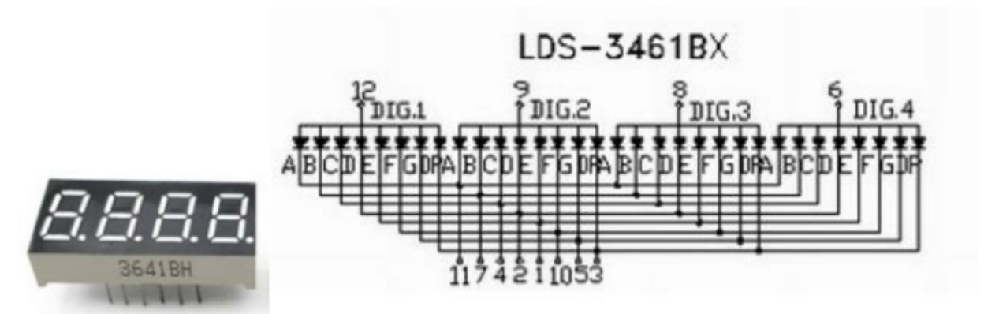 LDS-3461BX
12 9 8 6
DIG.1 DIG.2 DIG.3 DIG.4
A B C D E F G DP A B C D E F G DP A B C D E F G DP A B C D E F G DP
11 7 4 2 1 10 5 3
3641BH